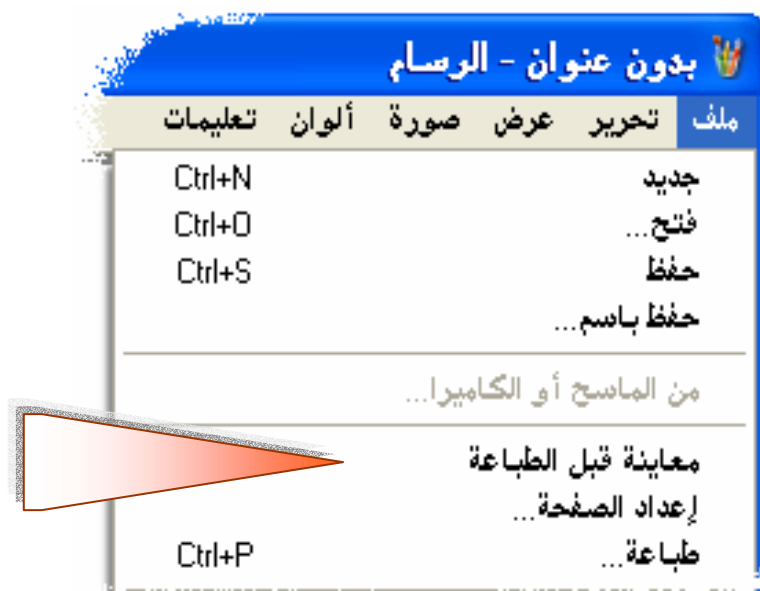 بدون عنوان - الرسام
ملف تحرير عرض صورة ألوان تعليمات
جديد Ctrl+N
فتح... Ctrl+O
حفظ Ctrl+S
حفظ باسم...
من الماسح أو الكاميرا...
معاينة قبل الطباعة
إعداد الصفحة...
طباعة... Ctrl+P